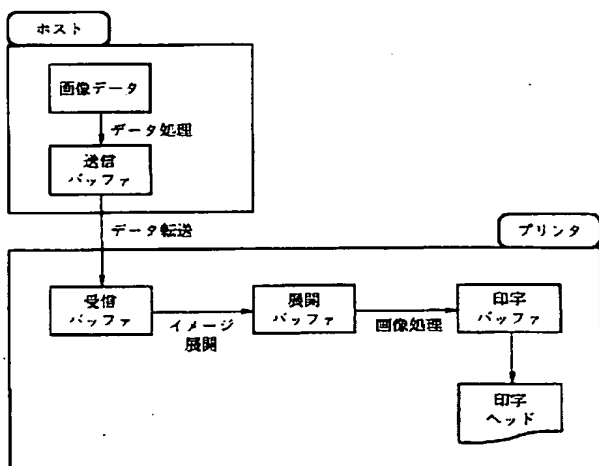 ホスト
画像データ
データ処理
送信
バッファ
データ転送
プリンタ
受信
バッファ
イメージ
展開
展開
バッファ
画像処理
印字
バッファ
印字
ヘッド